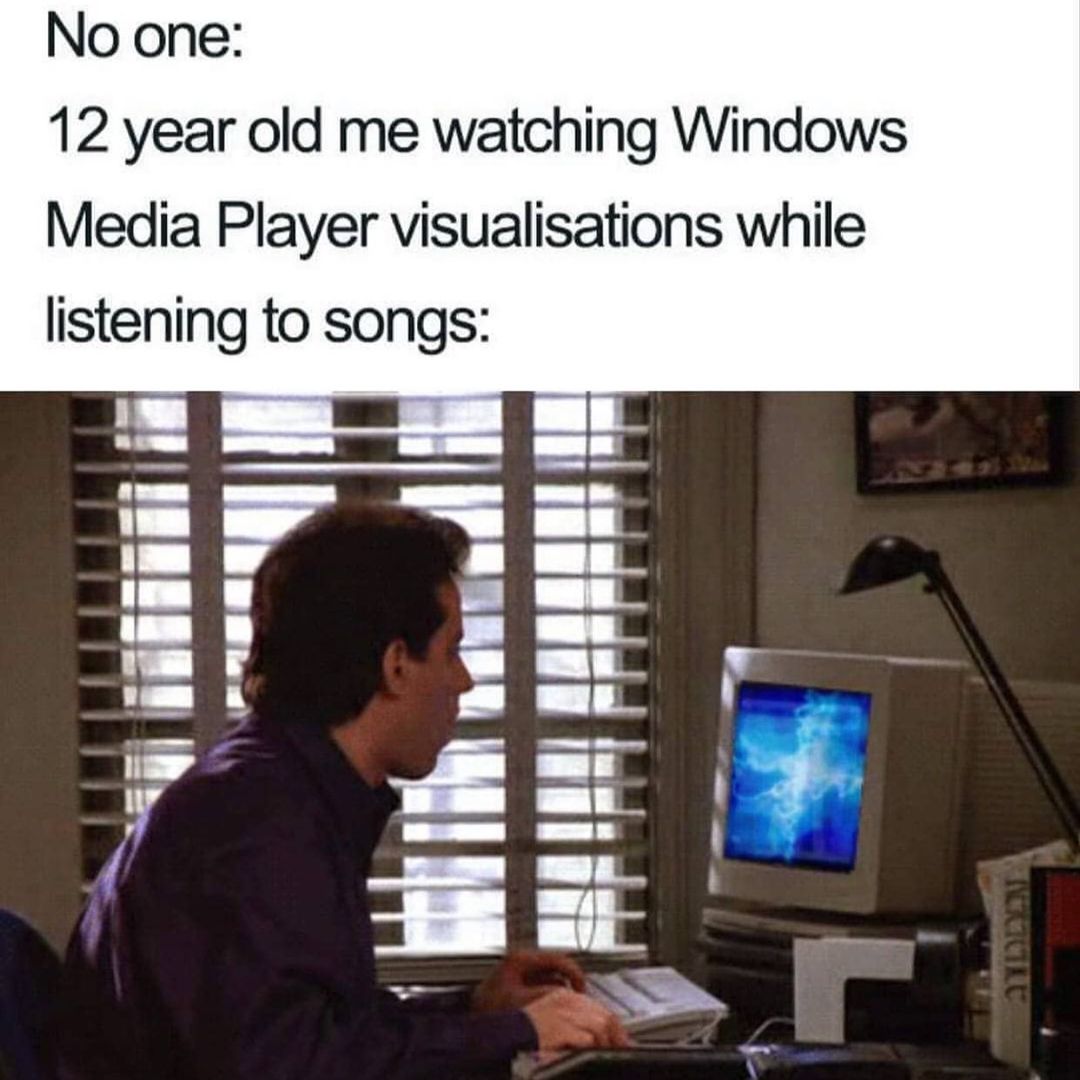 No one:
12 year old me watching Windows
Media Player visualisations while
listening to songs: